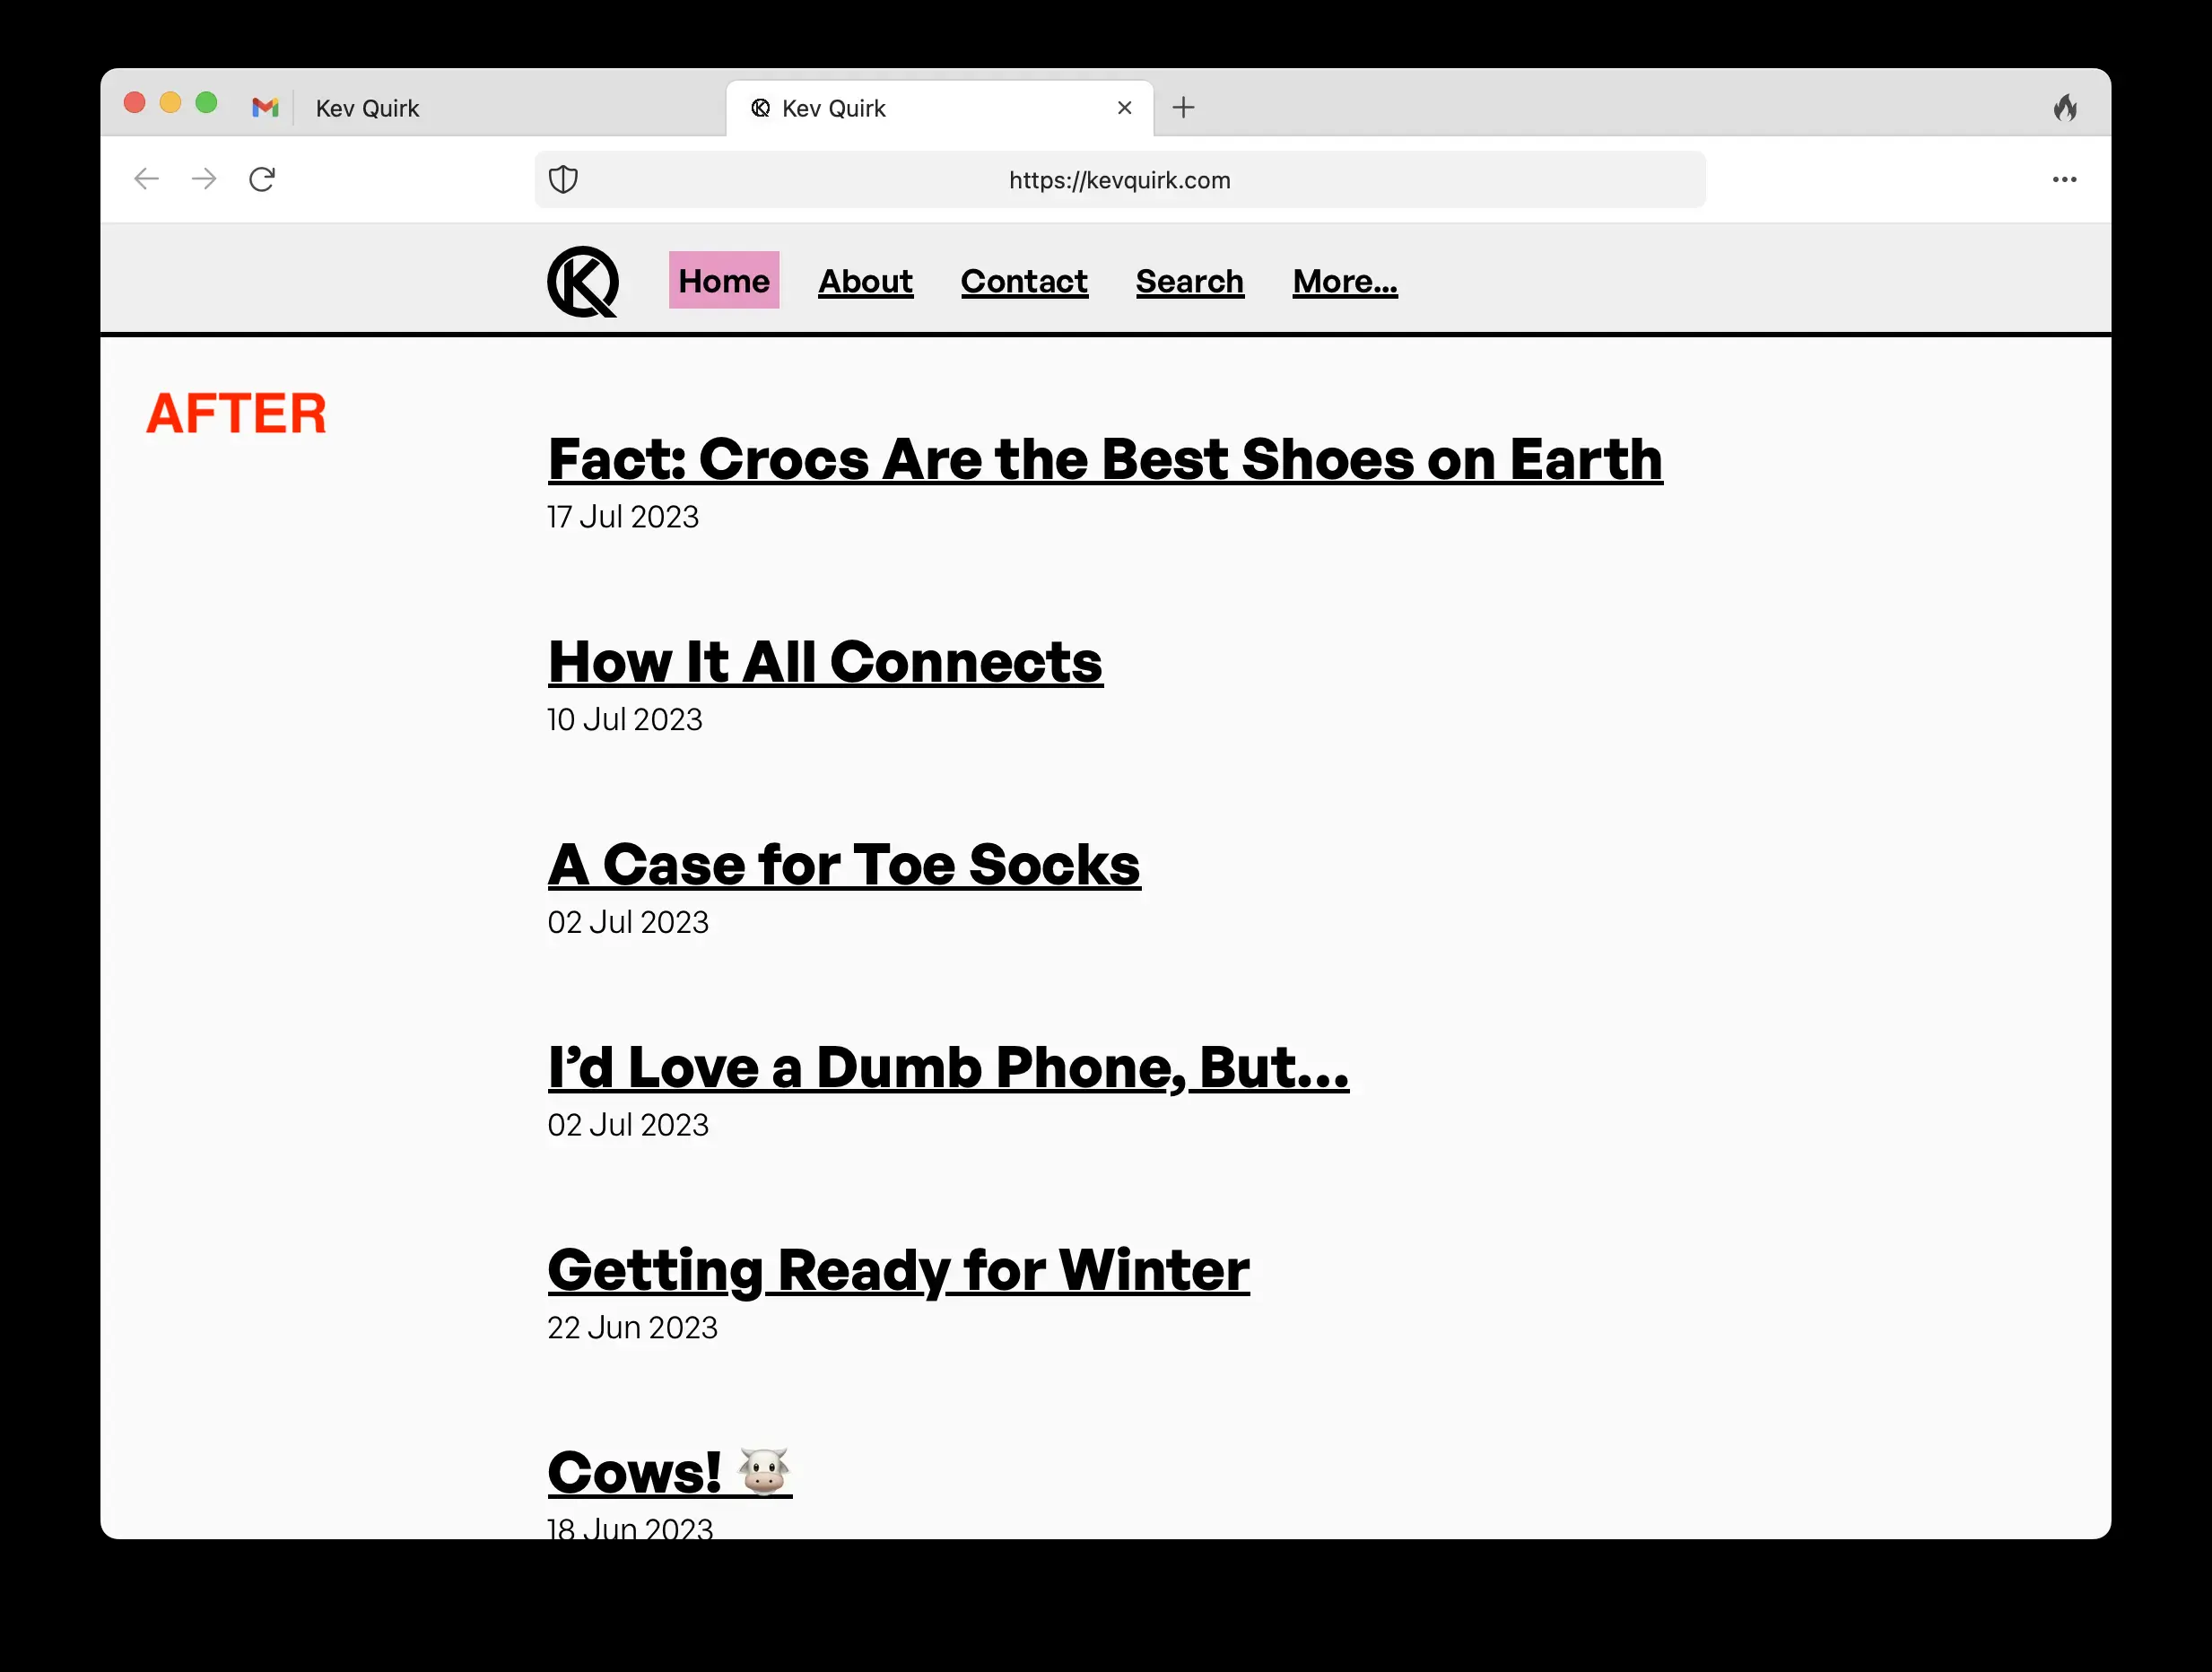 Kev Quirk
Kev Quirk
https://kevquirk.com
Home About Contact Search More...
AFTER
Fact: Crocs Are the Best Shoes on Earth
17 Jul 2023
How It All Connects
10 Jul 2023
A Case for Toe Socks
02 Jul 2023
I’d Love a Dumb Phone, But…
02 Jul 2023
Getting Ready for Winter
22 Jun 2023
Cows! 🐮
18 Jun 2023